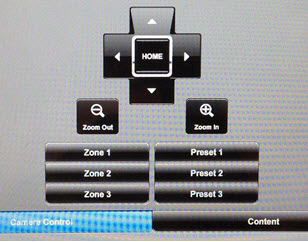 HOME
Zoom Out
Zoom In
Zone 1
Preset 1
Zone 2
Preset 2
Zone 3
Preset 3
Camera Control
Content